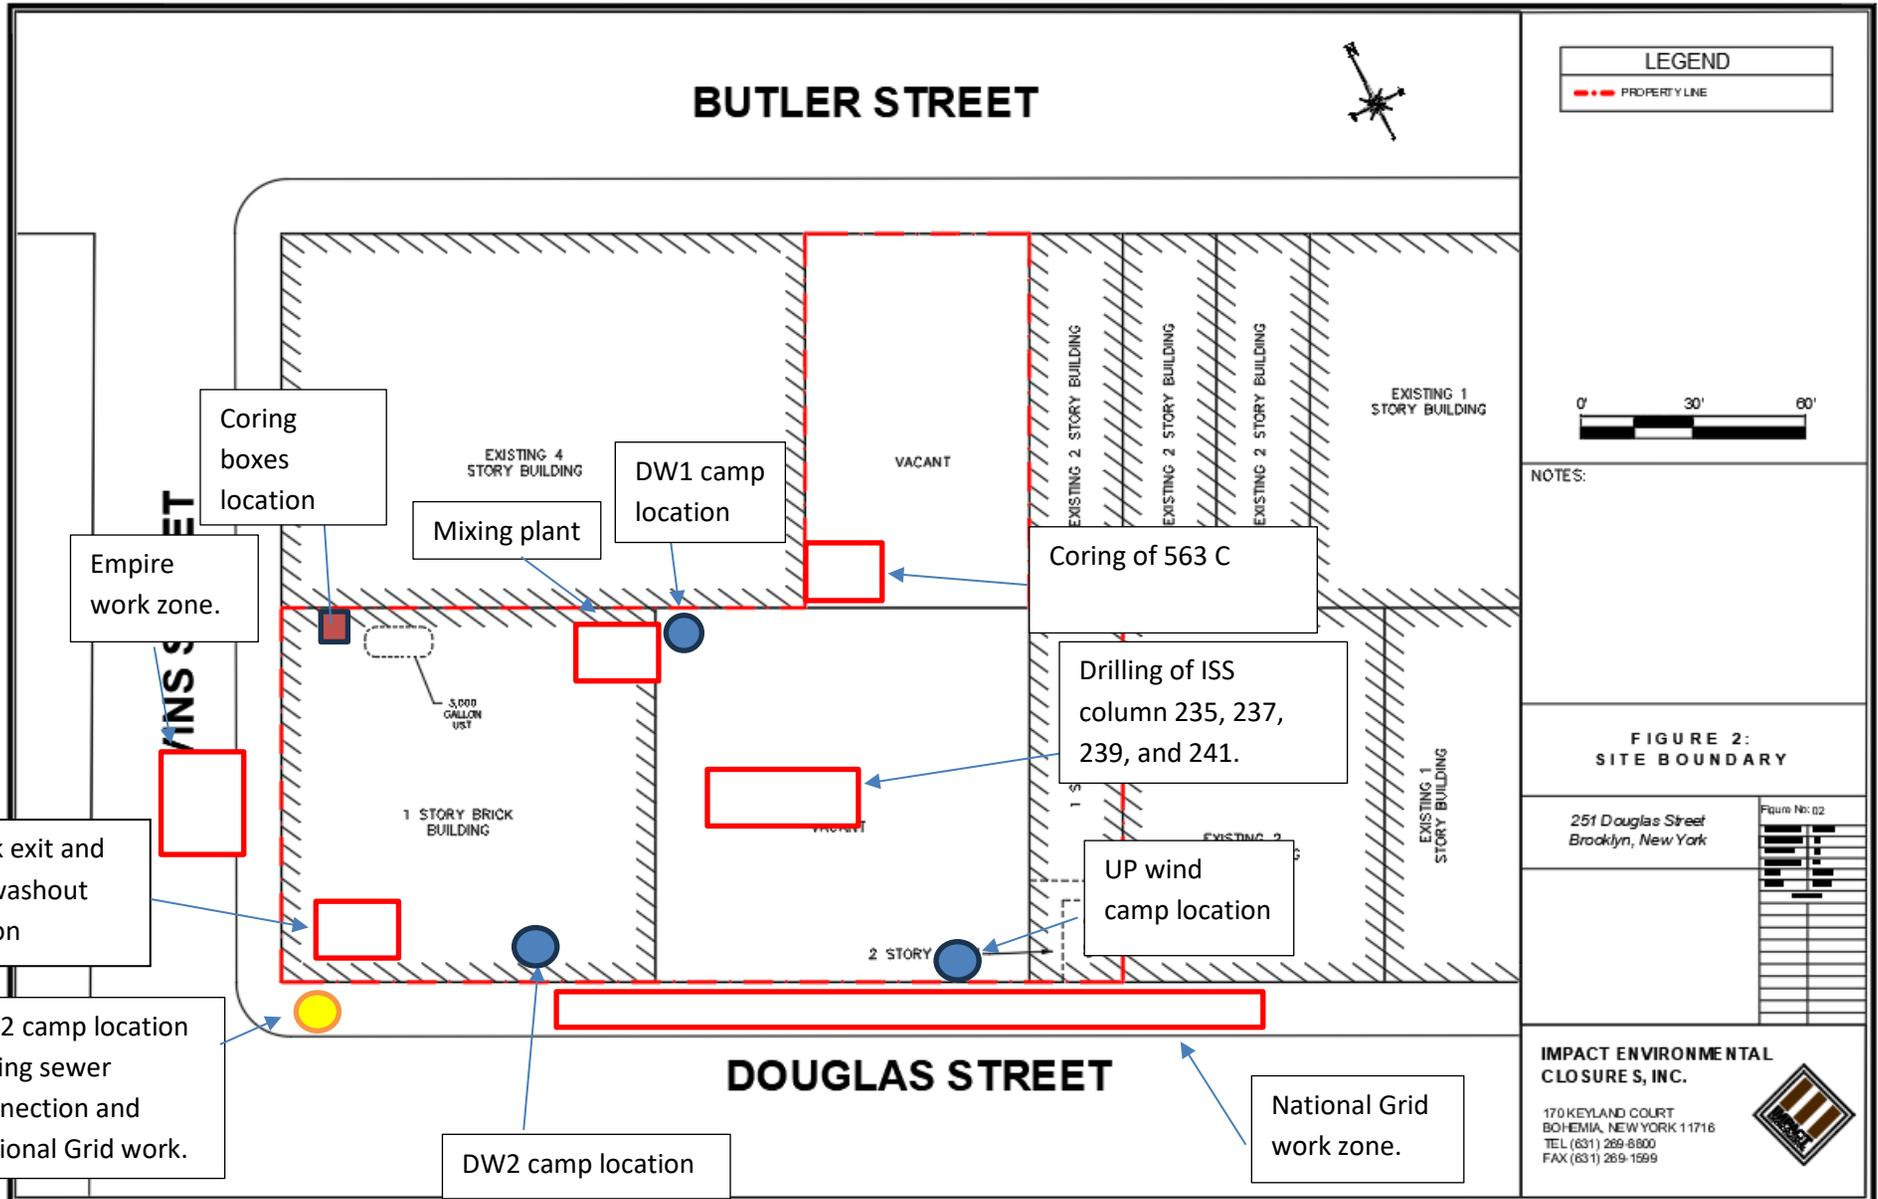 BUTLER STREET
N
LEGEND
PROPERTY LINE
0' 30' 60'
NOTES:
Coring
boxes
location
EXISTING 4
STORY BUILDING
DW1 camp
location
VACANT
EXISTING 2 STORY BUILDING
EXISTING 2 STORY BUILDING
EXISTING 2 STORY BUILDING
EXISTING 1
STORY BUILDING
Mixing plant
Empire
work zone.
Coring of 563 C
Drilling of ISS
column 235, 237,
239, and 241.
3,000
GALLON
UST
1 STORY BRICK
BUILDING
VACANT
1 S
EXISTING 2
EXISTING 1
STORY BUILDING
exit and
washout
UP wind
camp location
2 STORY
2 camp location
sewer
and
Grid work.
DW2 camp location
DOUGLAS STREET
National Grid
work zone.
FIGURE 2:
SITE BOUNDARY
251 Douglas Street
Brooklyn, New York
Figure No: 02
IMPACT ENVIRONMENTAL
CLOSURES, INC.
170 KEYLAND COURT
BOHEMIA, NEW YORK 11716
TEL (631) 269-8800
FAX (631) 269-1599
IMPACT